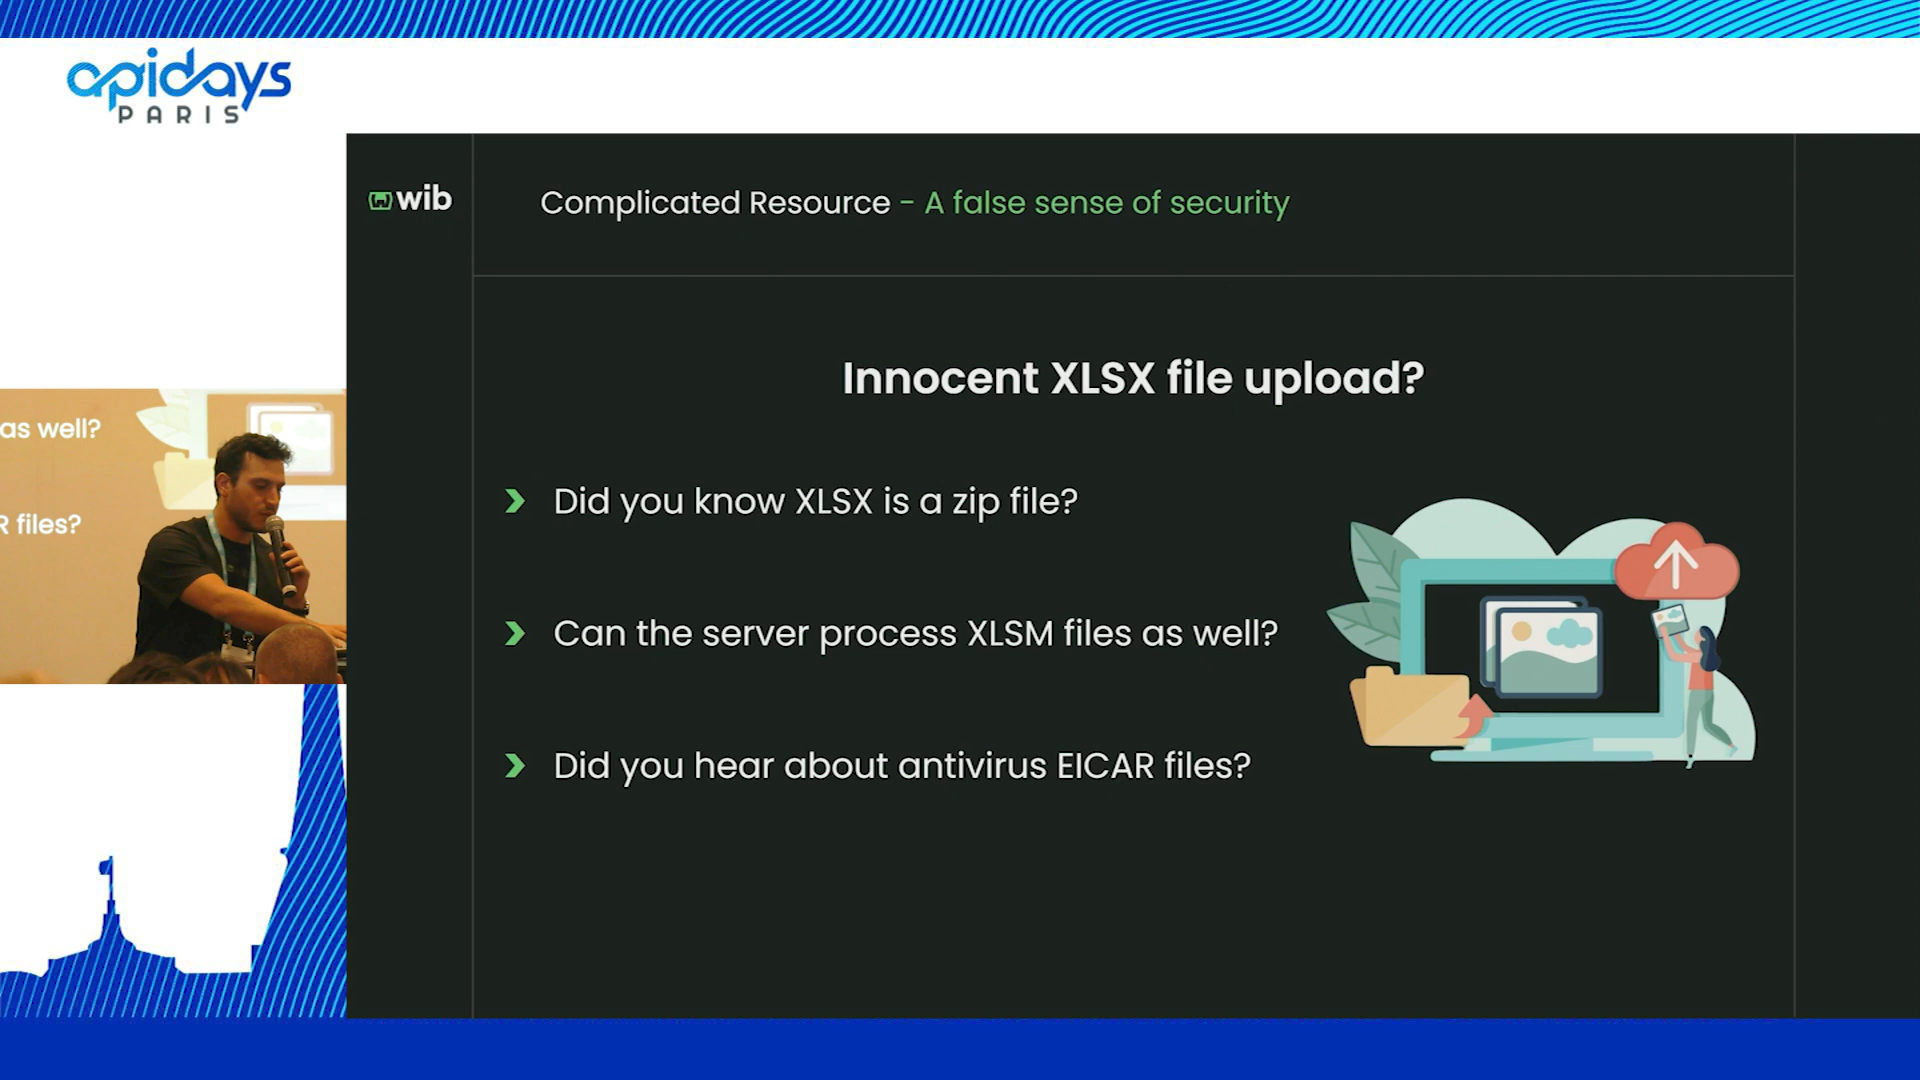 apidays
PARIS
wib
Complicated Resource - A false sense of security
Innocent XLSX file upload?
Did you know XLSX is a zip file?
Can the server process XLSM files as well?
Did you hear about antivirus EICAR files?
as well?
R files?